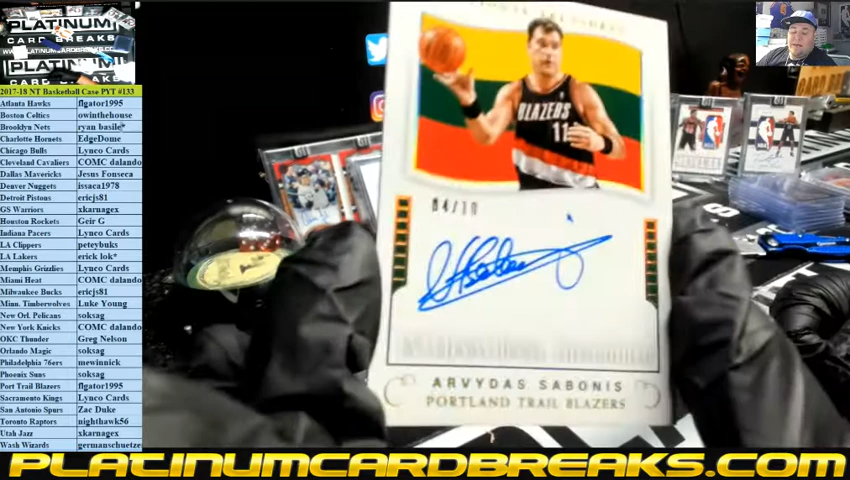 PLATINUM
CARD BREAKS
PLATINUM
2017-18 NT Basketball Case PYT #133
Atlanta Hawks flgator1995
Boston Celtics owinthehouse
Brooklyn Nets ryan basile*
Charlotte Hornets EdgeDome
Chicago Bulls Lynco Cards
Cleveland Cavaliers COMC dalando
Dallas Mavericks Jesus Fonseca
Denver Nuggets issaca1978
Detroit Pistons ericjs81
GS Warriors xkarnagex
Houston Rockets Geir G
Indiana Pacers Lynco Cards
LA Clippers peteybuks
LA Lakers erick lok*
Memphis Grizzlies Lynco Cards
Miami Heat COMC dalando
Milwaukee Bucks ericjs81
Minn. Timberwolves Luke Young
New Orl. Pelicans soksag
New York Knicks COMC dalando
OKC Thunder Greg Nelson
Orlando Magic soksag
Philadelphia 76ers mewinnick
Phoenix Suns soksag
Port Trail Blazers flgator1995
Sacramento Kings Lynco Cards
San Antonio Spurs Zac Duke
Toronto Raptors nighthawk56
Utah Jazz xkarnagex
Wash Wizards germanschuetze
BLAZERS
11
04/10
ARVYDAS SABONIS
PORTLAND TRAIL BLAZERS
PLATINUMCARDBREAKS.COM